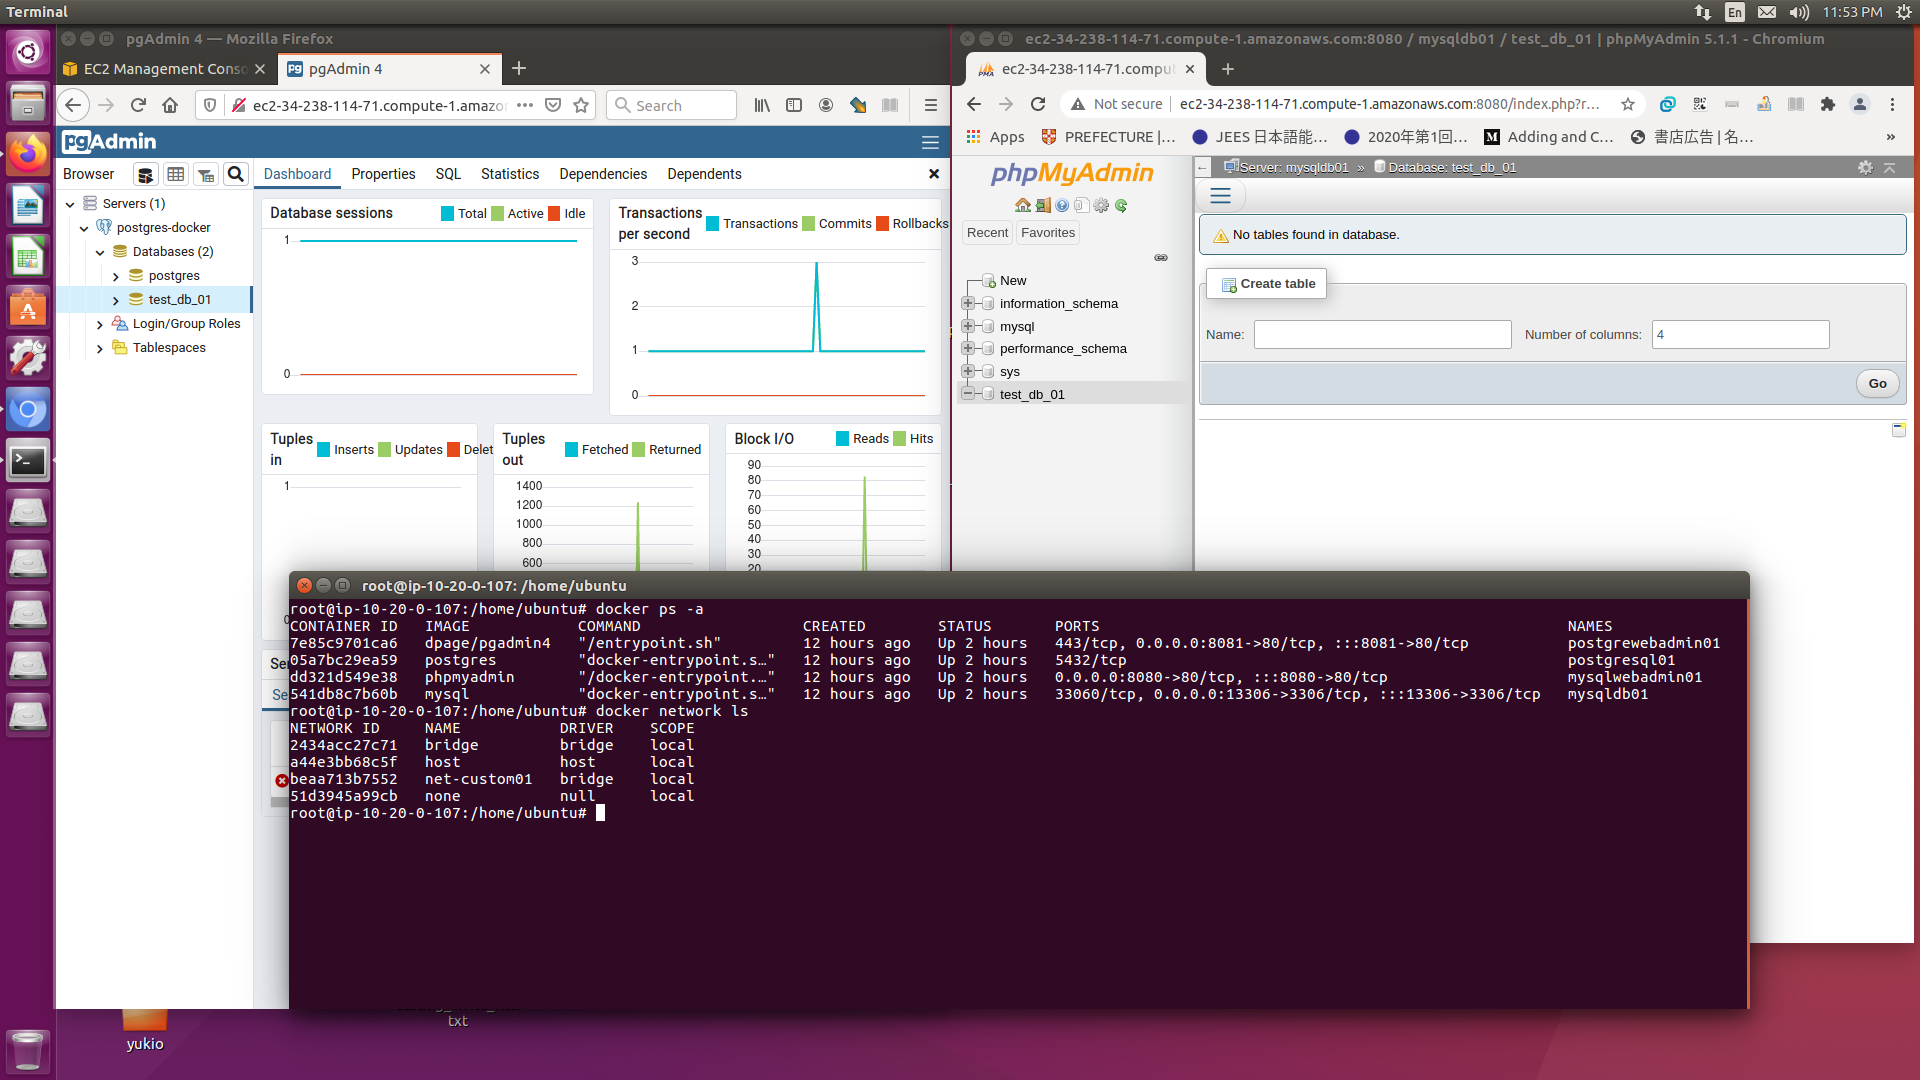 Terminal
En
11:53 PM
pgAdmin 4 — Mozilla Firefox
EC2 Management Conso
pgAdmin 4
ec2-34-238-114-71.compute-1.amazo
Search
pgAdmin
Browser
Dashboard
Properties
SQL
Statistics
Dependencies
Dependents
Servers (1)
postgres-docker
Databases (2)
postgres
test_db_01
Login/Group Roles
Tablespaces
Database sessions
Total
Active
Idle
1
0
Transactions per second
Transactions
Commits
Rollbacks
3
2
1
0
Tuples in
Inserts
Updates
Delet
1
Tuples out
Fetched
Returned
1400
1200
1000
800
600
Block I/O
Reads
Hits
90
80
70
60
50
40
30
20
Se
Se
ec2-34-238-114-71.compute-1.amazonaws.com:8080 / mysqldb01 / test_db_01 | phpMyAdmin 5.1.1 - Chromium
ec2-34-238-114-71.comput
Not secure
ec2-34-238-114-71.compute-1.amazonaws.com:8080/index.php?r…
Apps
PREFECTURE |…
JEES 日本語能…
2020年第1回…
Adding and C…
書店広告 | 名…
»
phpMyAdmin
Recent
Favorites
New
information_schema
mysql
performance_schema
sys
test_db_01
Server: mysqldb01 » Database: test_db_01
No tables found in database.
Create table
Name:
Number of columns:
4
Go
root@ip-10-20-0-107: /home/ubuntu
root@ip-10-20-0-107:/home/ubuntu# docker ps -a
CONTAINER ID IMAGE COMMAND CREATED STATUS PORTS NAMES
7e85c9701ca6 dpage/pgadmin4 "/entrypoint.sh" 12 hours ago Up 2 hours 443/tcp, 0.0.0.0:8081->80/tcp, :::8081->80/tcp postgrewebadmin01
05a7bc29ea59 postgres "docker-entrypoint.s…" 12 hours ago Up 2 hours 5432/tcp postgresql01
dd321d549e38 phpmyadmin "/docker-entrypoint.…" 12 hours ago Up 2 hours 0.0.0.0:8080->80/tcp, :::8080->80/tcp mysqlwebadmin01
541db8c7b60b mysql "docker-entrypoint.s…" 12 hours ago Up 2 hours 33060/tcp, 0.0.0.0:13306->3306/tcp, :::13306->3306/tcp mysqldb01
root@ip-10-20-0-107:/home/ubuntu# docker network ls
NETWORK ID NAME DRIVER SCOPE
2434acc27c71 bridge bridge local
a44e3bb68c5f host host local
beaa713b7552 net-custom01 bridge local
51d3945a99cb none null local
root@ip-10-20-0-107:/home/ubuntu#
txt
yukio